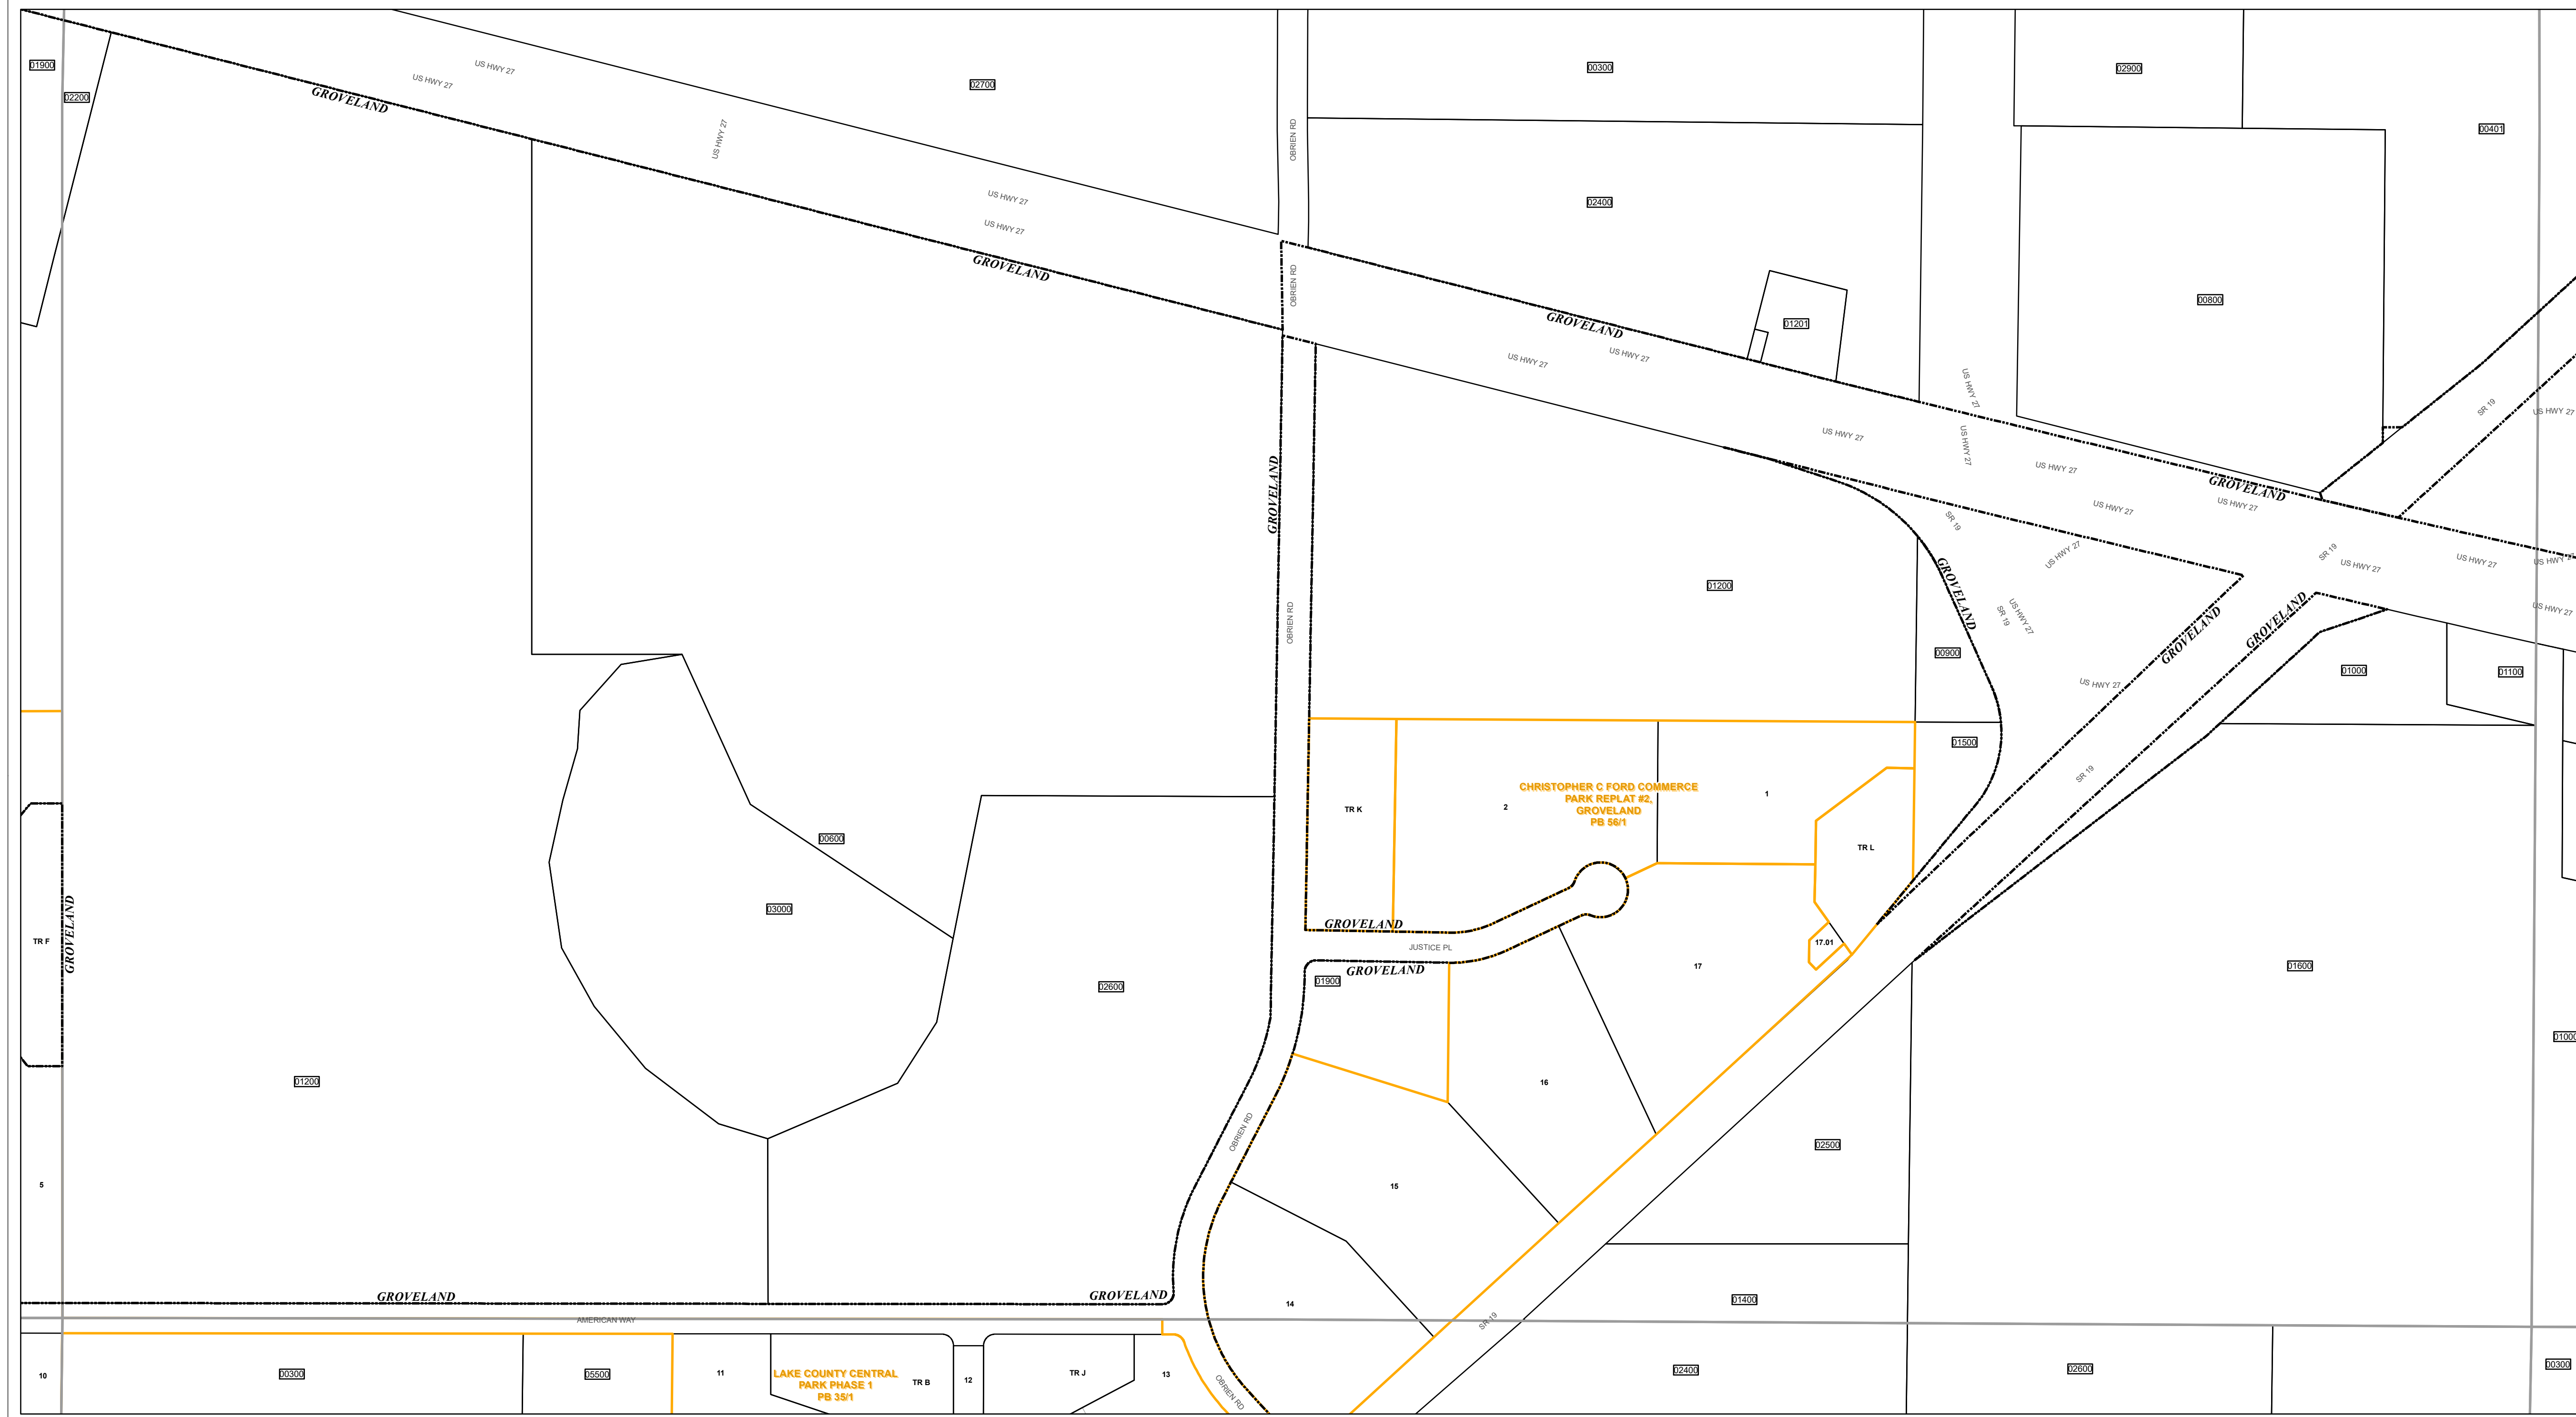 01900
02200
US HWY 27
US HWY 27
GROVELAND
US HWY 27
02700
US HWY 27
US HWY 27
GROVELAND
OBRIEN RD
OBRIEN RD
00300
02400
02900
00401
00800
01201
GROVELAND
US HWY 27
US HWY 27
US HWY 27
US HWY 27
US HWY 27
US HWY 27
US HWY 27
GROVELAND
US HWY 27
SR 19
US HWY 27
SR 19
US HWY 27
SR 19
US HWY 27
US HWY 27
US HWY 27
US HWY 27
GROVELAND
OBRIEN RD
01200
GROVELAND
SR 19
US HWY 27
GROVELAND
GROVELAND
00900
US HWY 27
01000
01100
01500
SR 19
CHRISTOPHER C FORD COMMERCE
PARK REPLAT #2,
GROVELAND
PB 56/1
TR K
2
1
TR L
00600
03000
02600
TR F
GROVELAND
GROVELAND
JUSTICE PL
GROVELAND
01900
17
17.01
01600
01000
01200
16
OBRIEN RD
02500
5
15
14
01400
GROVELAND
GROVELAND
AMERICAN WAY
SR 19
10
00300
05500
11
LAKE COUNTY CENTRAL
PARK PHASE 1
PB 35/1
TR B
12
TR J
13
OBRIEN RD
02400
02600
00300